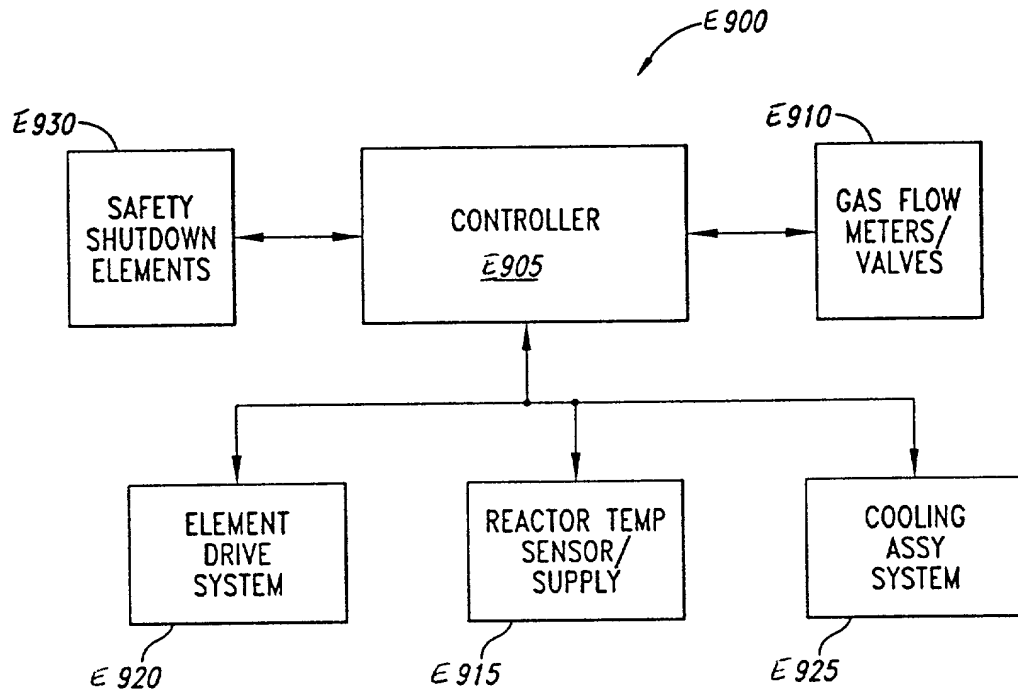 E900
E930
E910
SAFETY
SHUTDOWN
ELEMENTS
CONTROLLER
E905
GAS FLOW
METERS/
VALVES
ELEMENT
DRIVE
SYSTEM
REACTOR TEMP
SENSOR/
SUPPLY
COOLING
ASSY
SYSTEM
E920
E915
E925